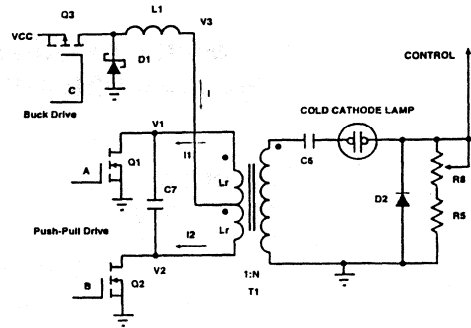 Q3
L1
V3
VCC
D1
C
I
CONTROL
Buck Drive
COLD CATHODE LAMP
V1
I1
A
Q1
C7
Lr
C6
R6
D2
Lr
R5
Push-Pull Drive
I2
V2
B
Q2
1:N
T1